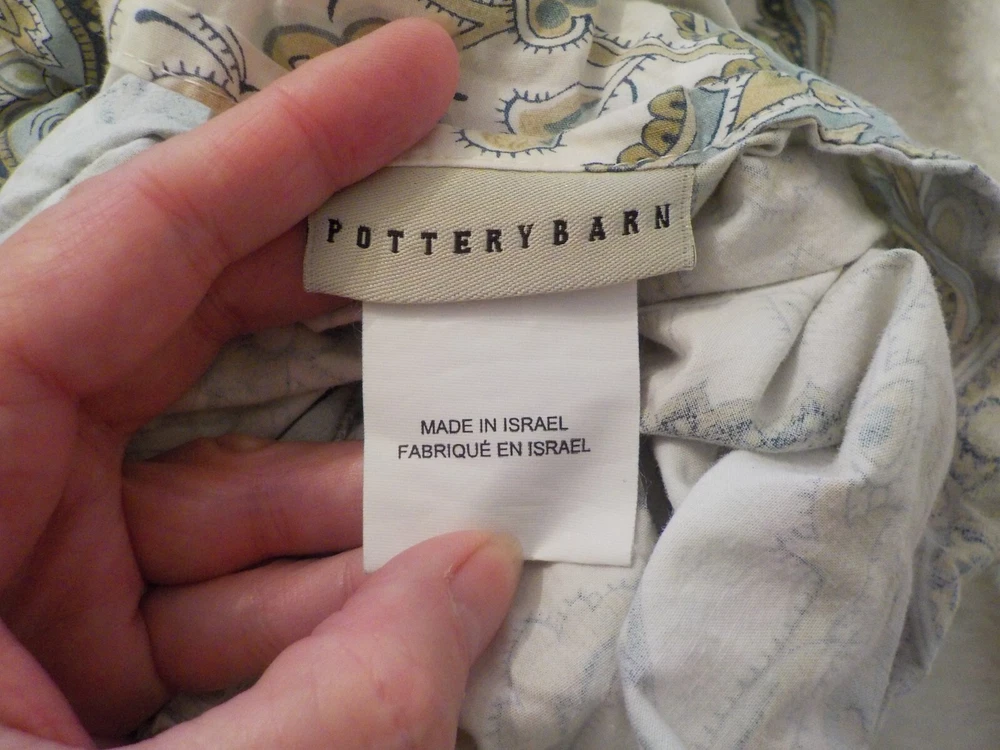 POTTERYBARN
MADE IN ISRAEL
FABRIQUÉ EN ISRAEL